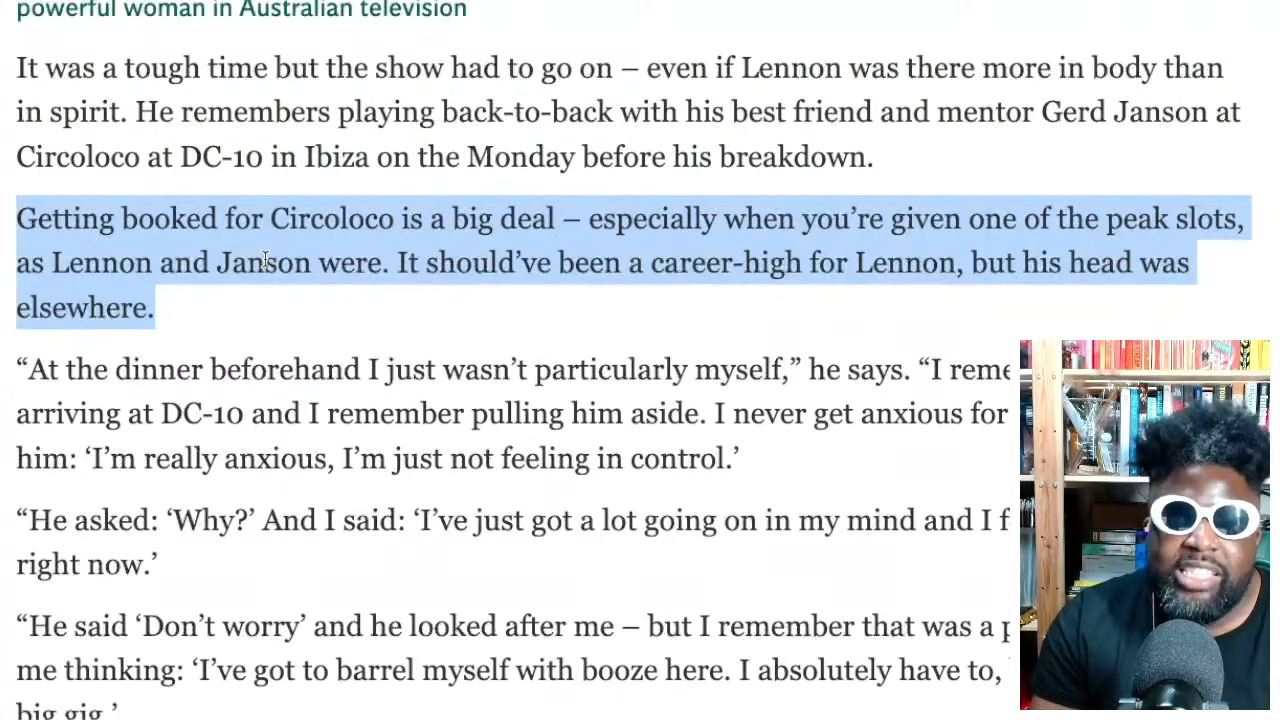 powerful woman in Australian television
It was a tough time but the show had to go on – even if Lennon was there more in body than
in spirit. He remembers playing back-to-back with his best friend and mentor Gerd Janson at
Circoloco at DC-10 in Ibiza on the Monday before his breakdown.
Getting booked for Circoloco is a big deal – especially when you’re given one of the peak slots,
as Lennon and Janson were. It should’ve been a career-high for Lennon, but his head was
elsewhere.
“At the dinner beforehand I just wasn’t particularly myself,” he says. “I
arriving at DC-10 and I remember pulling him aside. I never get anxious for
him: ‘I’m really anxious, I’m just not feeling in control.’
“He asked: ‘Why?’ And I said: ‘I’ve just got a lot going on in my mind and I
right now.’
“He said ‘Don’t worry’ and he looked after me – but I remember that was a
me thinking: ‘I’ve got to barrel myself with booze here. I absolutely have to,
big gig.’